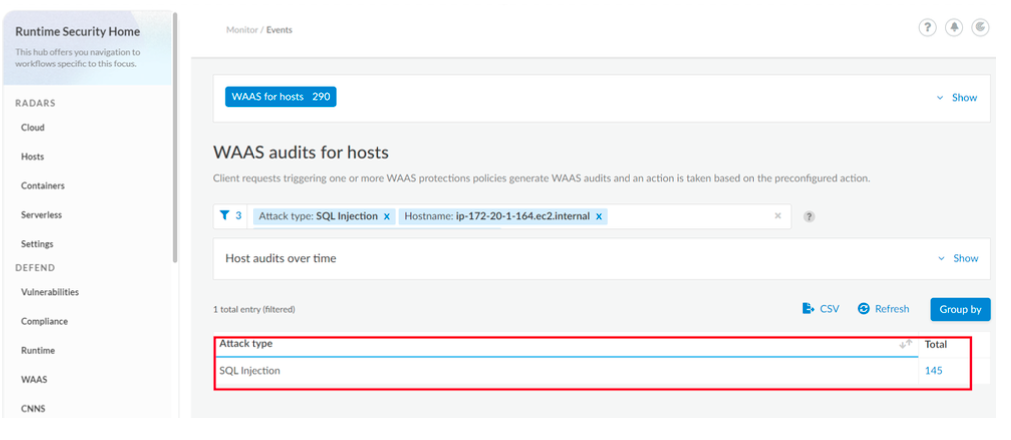 Runtime Security Home
This hub offers you navigation to
workflows specific to this focus.
RADARS
Cloud
Hosts
Containers
Serverless
Settings
DEFEND
Vulnerabilities
Compliance
Runtime
WAAS
CNNS
Monitor / Events
?
WAAS for hosts 290
Show
WAAS audits for hosts
Client requests triggering one or more WAAS protections policies generate WAAS audits and an action is taken based on the preconfigured action.
3 Attack type: SQL Injection x Hostname: ip-172-20-1-164.ec2.internal x × ?
Host audits over time Show
1 total entry (filtered) CSV Refresh Group by
Attack type Total
SQL Injection 145